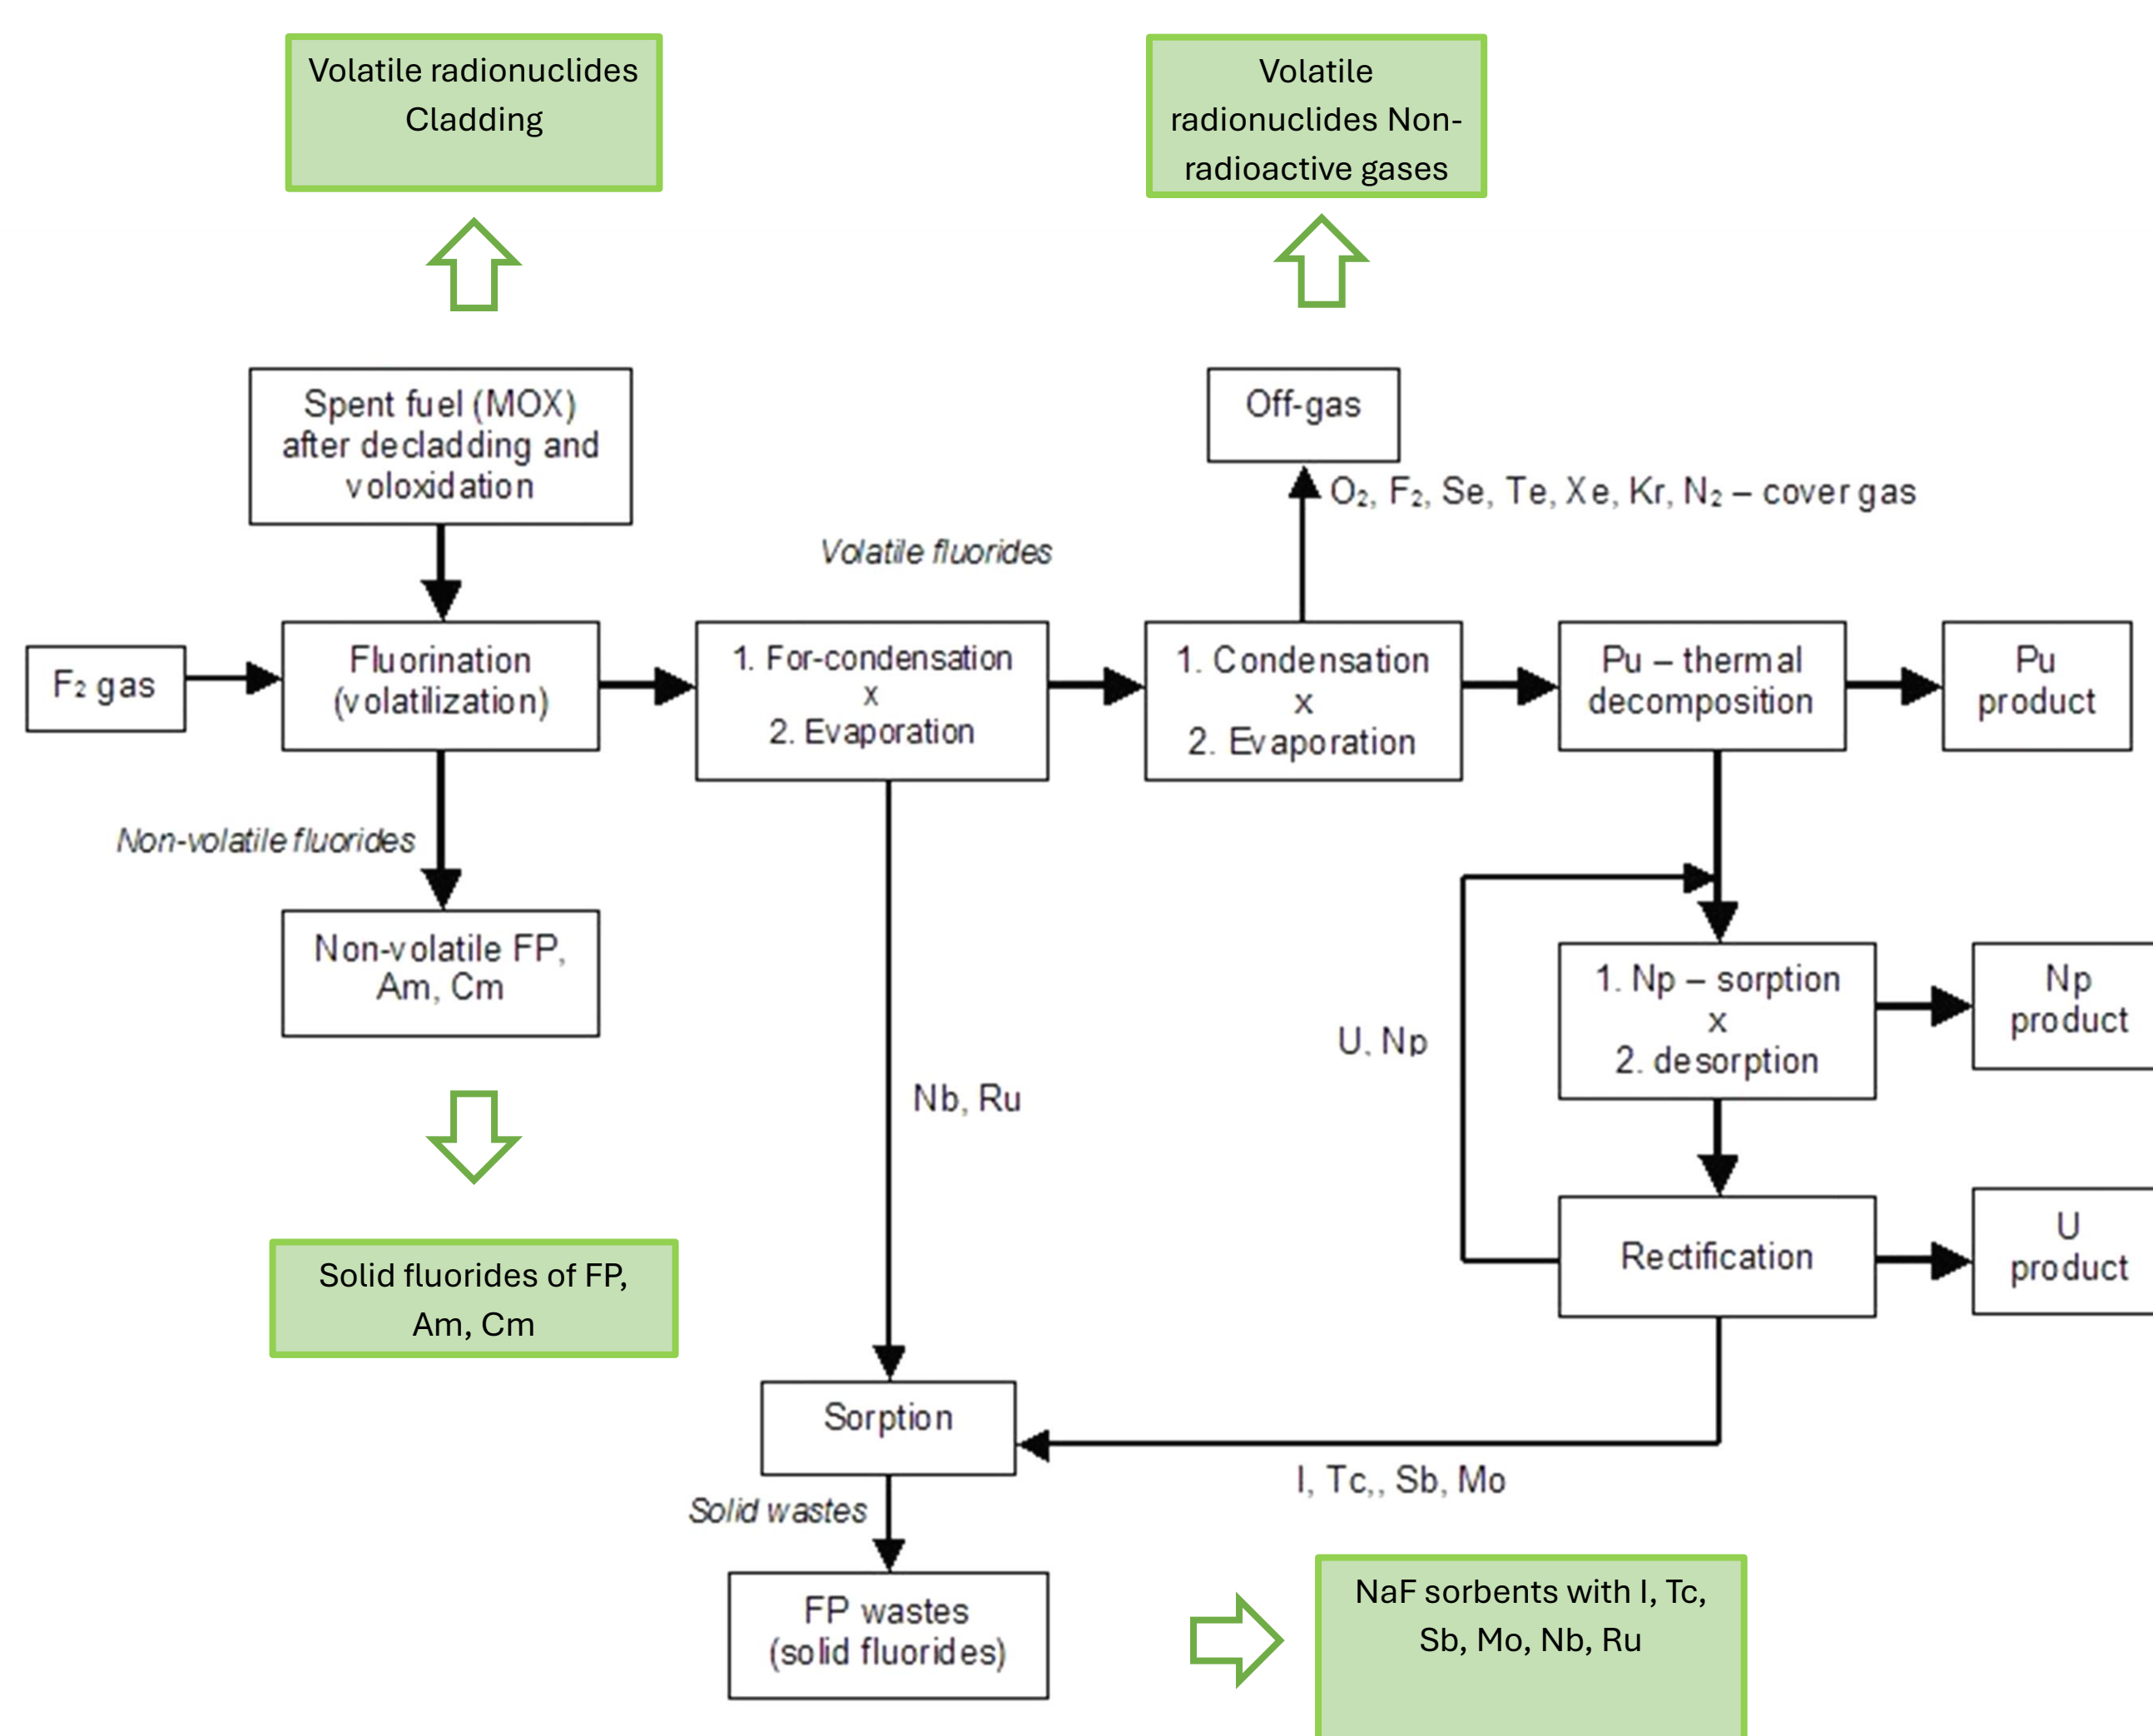 Volatile radionuclides
Cladding
Volatile
radionuclides Non-
radioactive gases
Spent fuel (MOX)
after decladding and
voloxidation
Off-gas
O₂, F₂, Se, Te, Xe, Kr, N₂ – cover gas
Volatile fluorides
F₂ gas
Fluorination
(volatilization)
1. For-condensation
x
2. Evaporation
1. Condensation
x
2. Evaporation
Pu – thermal
decomposition
Pu
product
Non-volatile fluorides
Non-volatile FP,
Am, Cm
1. Np – sorption
x
2. desorption
Np
product
U, Np
Nb, Ru
Solid fluorides of FP,
Am, Cm
Rectification
U
product
Sorption
I, Tc,, Sb, Mo
Solid wastes
FP wastes
(solid fluorides)
NaF sorbents with I, Tc,
Sb, Mo, Nb, Ru